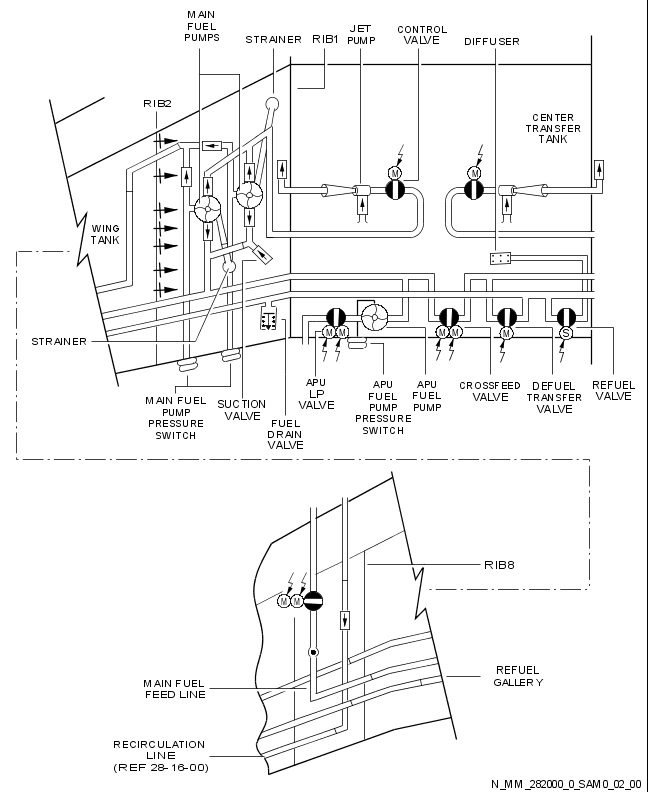 MAIN
FUEL
PUMPS
STRAINER
RIB1
JET
PUMP
CONTROL
VALVE
DIFFUSER
RIB2
CENTER
TRANSFER
TANK
M
M
WING
TANK
STRAINER
M M
M M
M
S
MAIN FUEL
PUMP
PRESSURE
SWITCH
SUCTION
VALVE
FUEL
DRAIN
VALVE
APU
LP
VALVE
APU
FUEL
PUMP
PRESSURE
SWITCH
APU
FUEL
PUMP
CROSSFEED
VALVE
DEFUEL
TRANSFER
VALVE
REFUEL
VALVE
RIB8
M M
MAIN FUEL
FEED LINE
REFUEL
GALLERY
RECIRCULATION
LINE
(REF 28-16-00)
N_MM_282000_0_SAM0_02_00